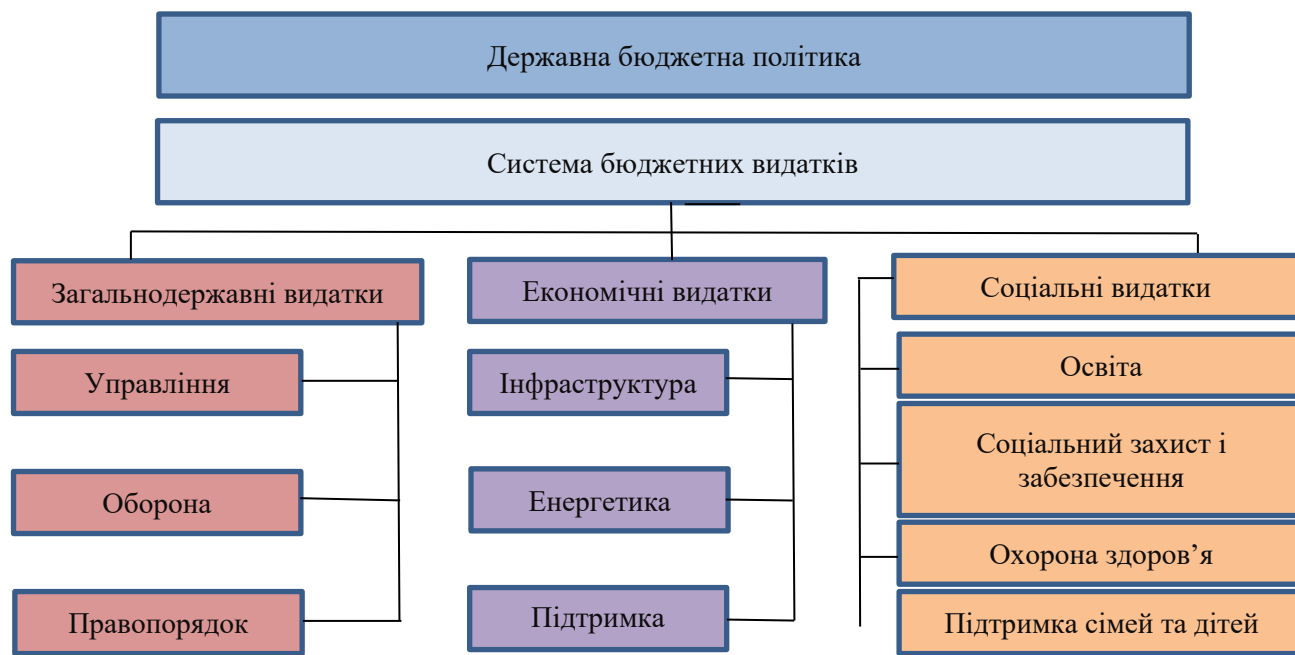 Державна бюджетна політика
Система бюджетних видатків
Загальнодержавні видатки
Управління
Оборона
Правопорядок
Економічні видатки
Інфраструктура
Енергетика
Підтримка
Соціальні видатки
Освіта
Соціальний захист і
забезпечення
Охорона здоров’я
Підтримка сімей та дітей